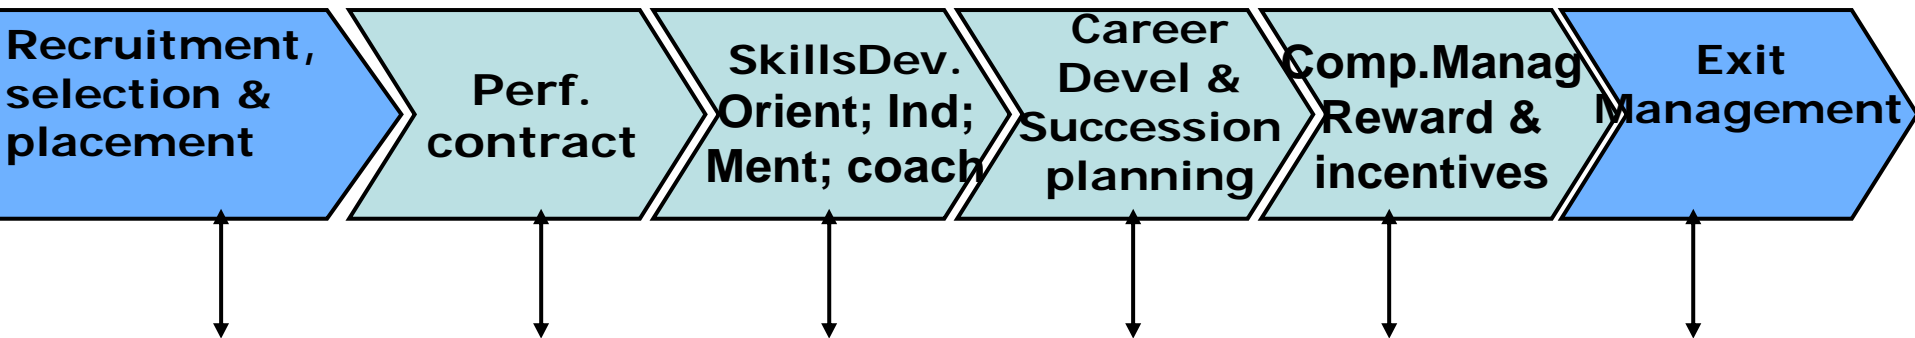 Recruitment,
selection &
placement
Perf.
contract
SkillsDev.
Orient; Ind;
Ment; coach
Career
Devel &
Succession
planning
Comp.Manag
Reward &
incentives
Exit
Management